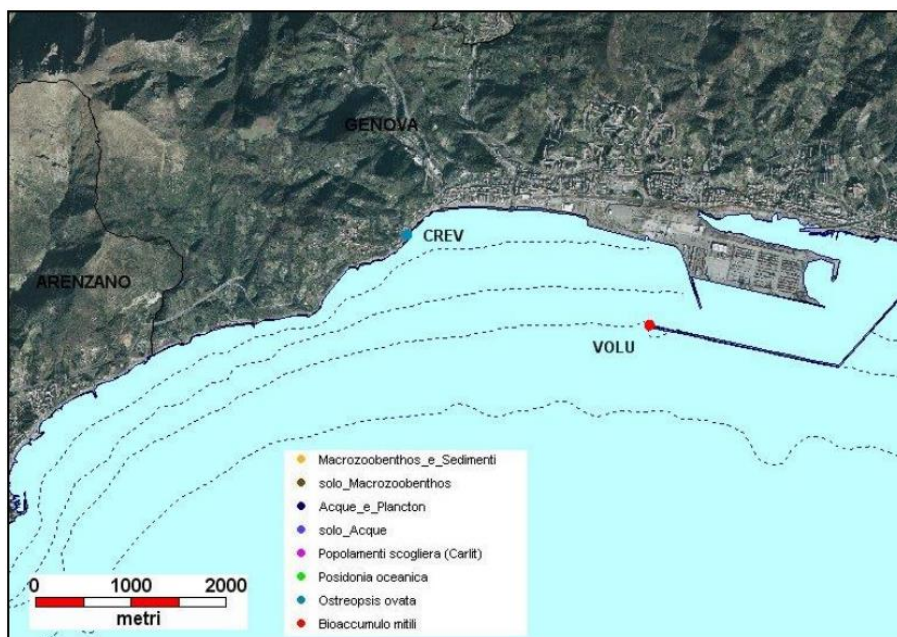 GENOVA
CREV
ARENZANO
VOLU
Macrozoobenthos_e_Sedimenti
solo_Macrozoobenthos
Acque_e_Plancton
solo_Acque
Popolamenti scogliera (Carlit)
Posidonia oceanica
Ostreopsis ovata
Bioaccumulo mitili
0 1000 2000
metri